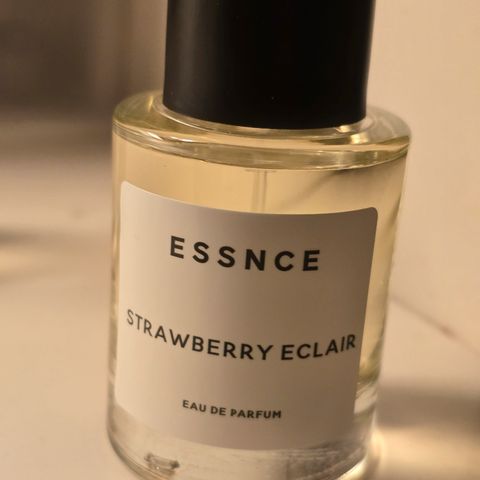 ESSNCE
STRAWBERRY ECLAIR
EAU DE PARFUM